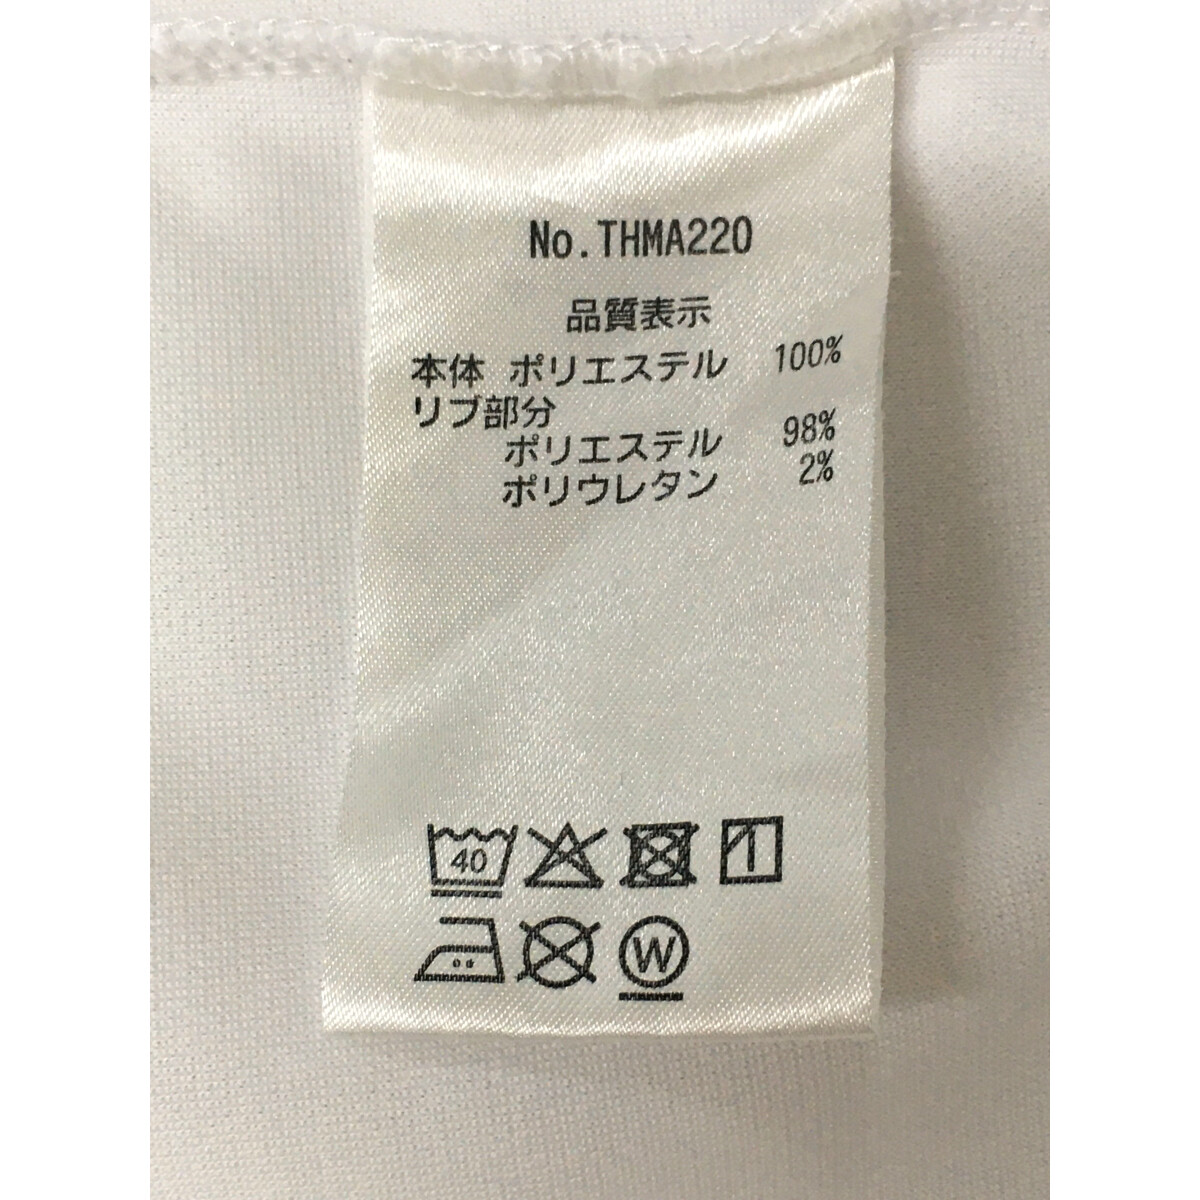 No.THMA220
品質表示
本体 ポリエステル 100%
リブ部分
ポリエステル 98%
ポリウレタン 2%
40
W